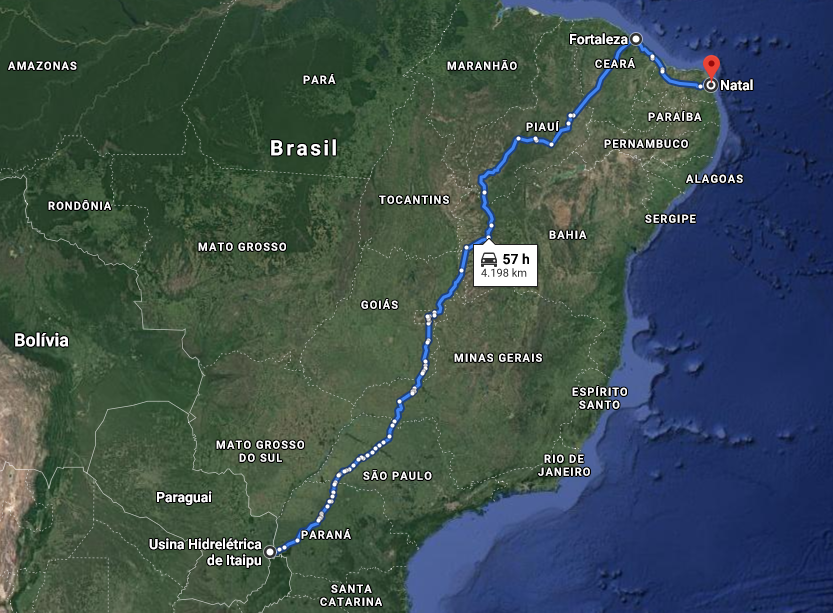 Fortaleza
AMAZONAS
MARANHÃO
CEARÁ
PARÁ
Natal
PARAÍBA
PIAUÍ
Brasil
PERNAMBUCO
ALAGOAS
TOCANTINS
RONDÔNIA
SERGIPE
BAHIA
MATO GROSSO
57 h
4.198 km
GOIÁS
Bolívia
MINAS GERAIS
ESPÍRITO
SANTO
MATO GROSSO
DO SUL
RIO DE
JANEIRO
SÃO PAULO
Paraguai
PARANÁ
Usina Hidrelétrica
de Itaipu
SANTA
CATARINA